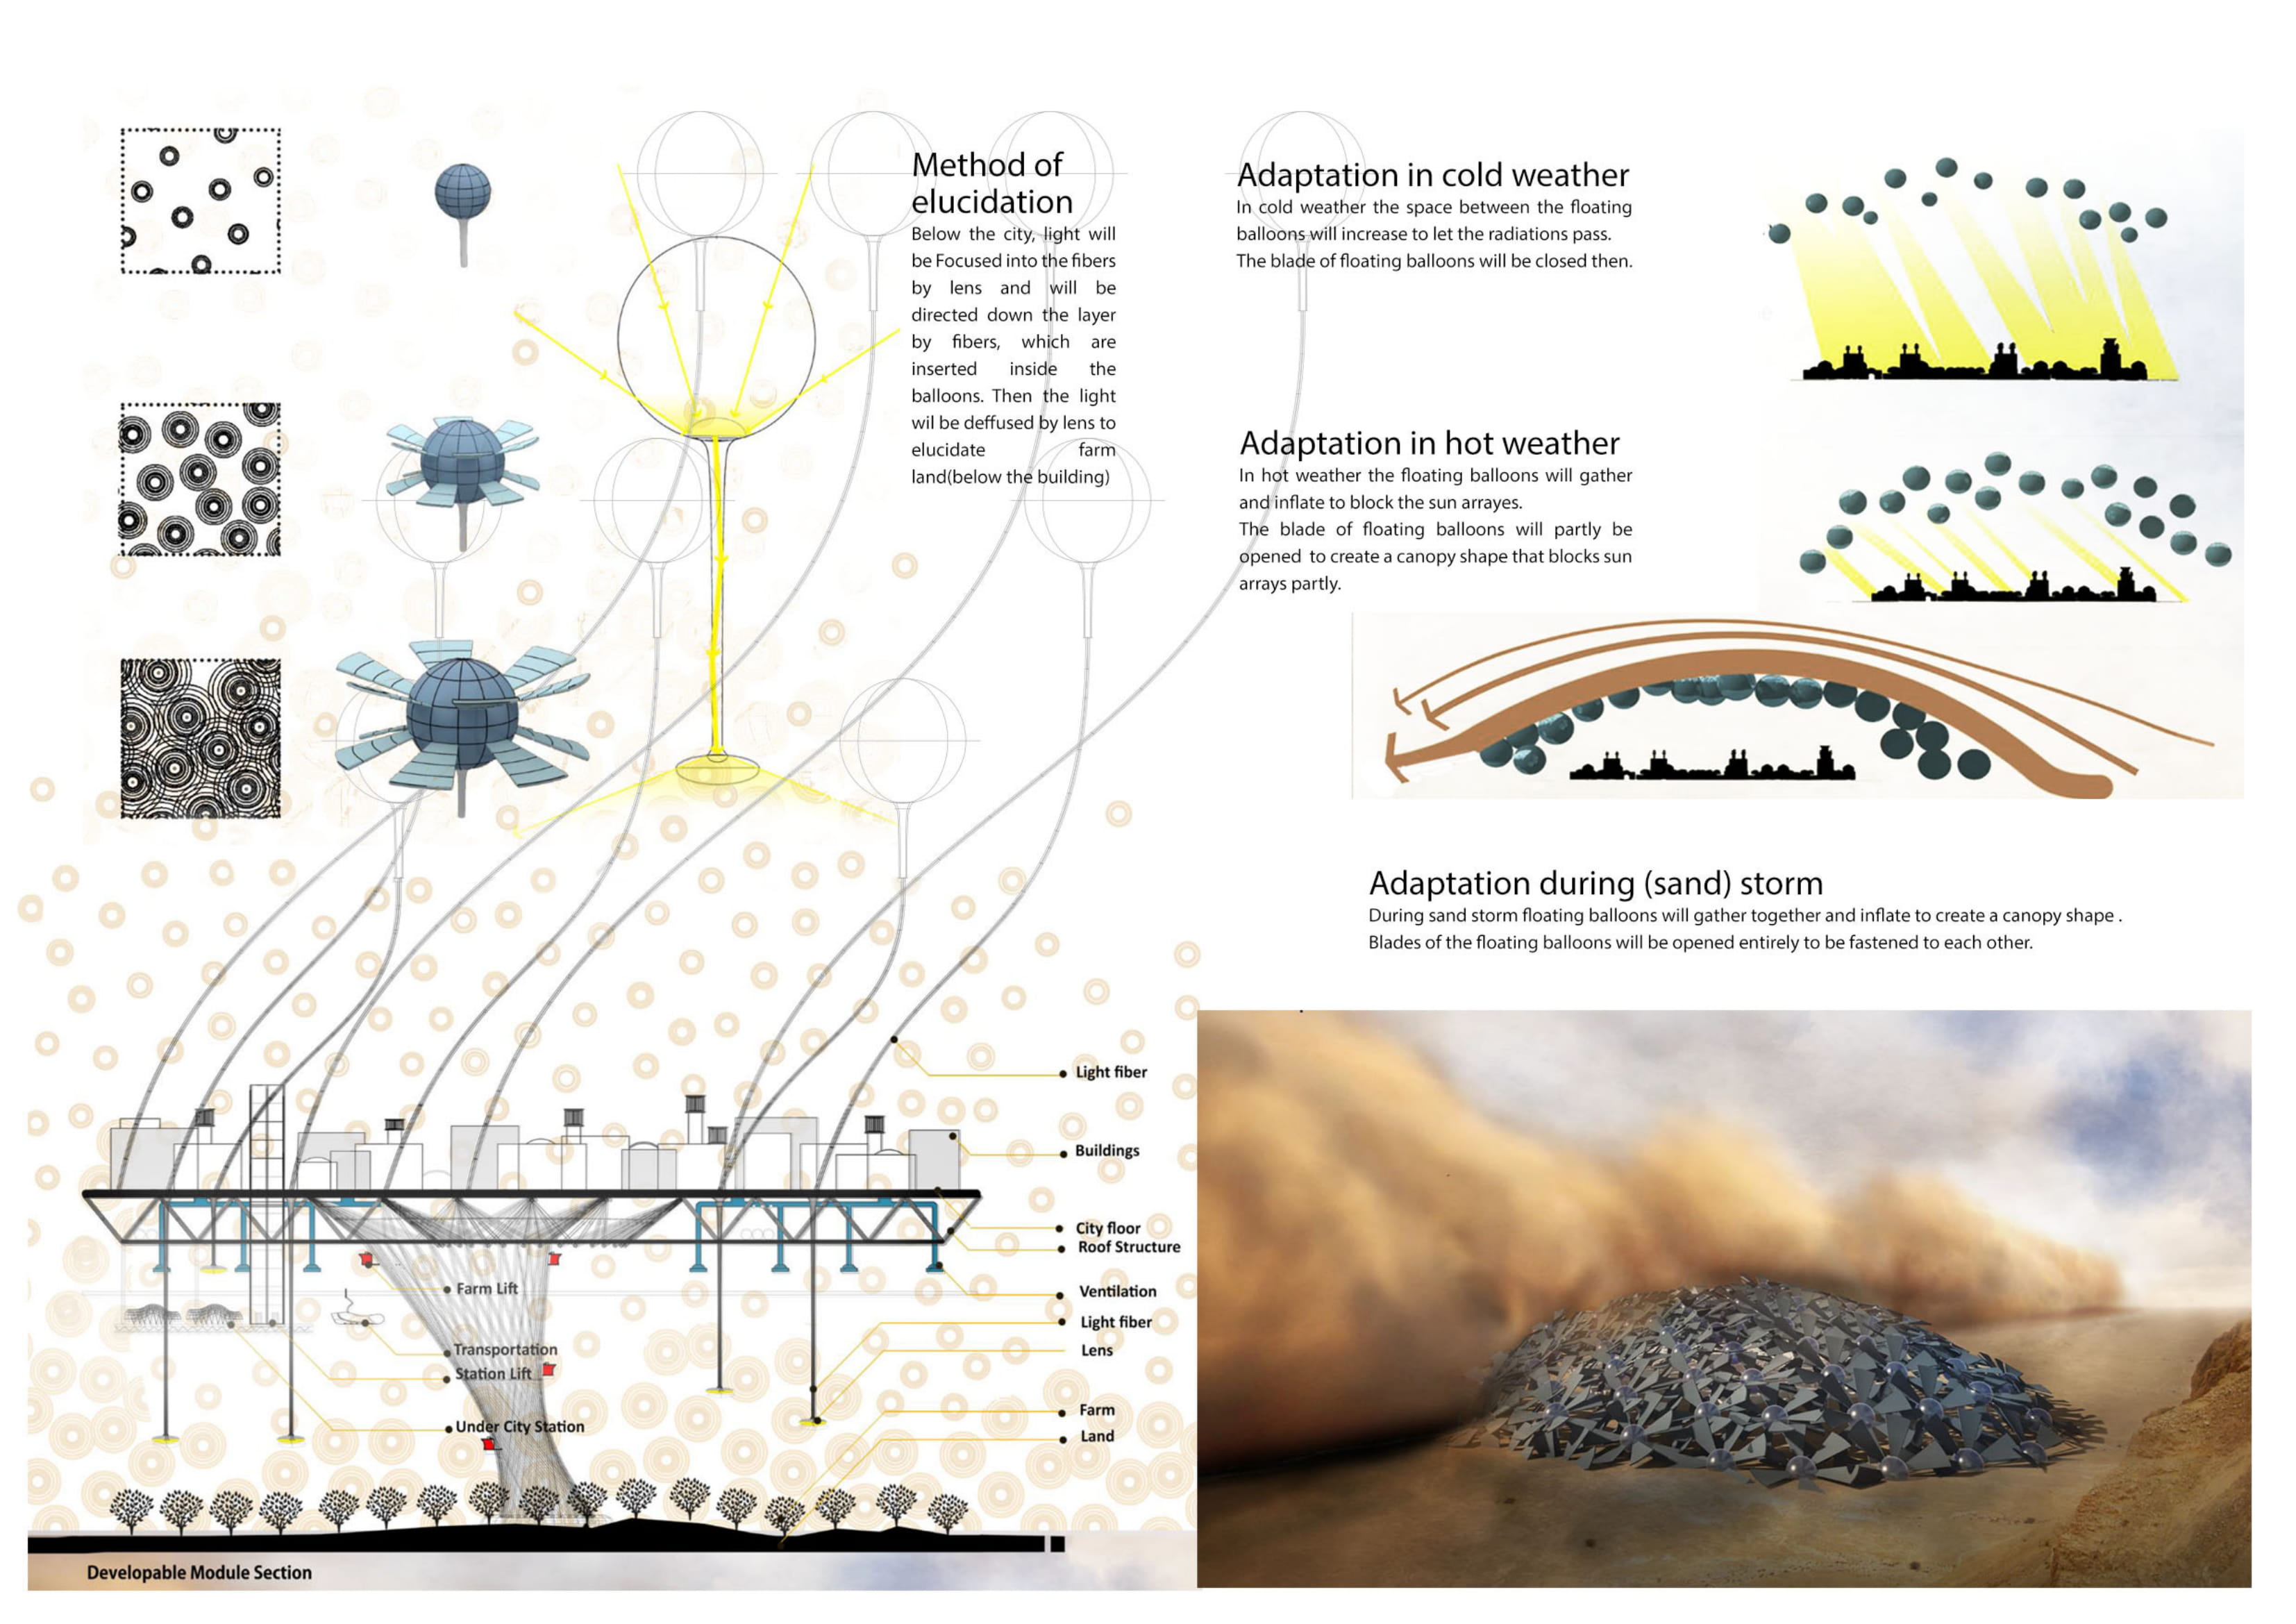 Method of
elucidation
Below the city, light will
be Focused into the fibers
by lens and will be
directed down the layer
by fibers, which are
inserted inside the
balloons. Then the light
wil be deffused by lens to
elucidate farm
land(below the building)
Adaptation in cold weather
In cold weather the space between the floating
balloons will increase to let the radiations pass.
The blade of floating balloons will be closed then.
Adaptation in hot weather
In hot weather the floating balloons will gather
and inflate to block the sun arrayes.
The blade of floating balloons will partly be
opened to create a canopy shape that blocks sun
arrays partly.
Adaptation during (sand) storm
During sand storm floating balloons will gather together and inflate to create a canopy shape .
Blades of the floating balloons will be opened entirely to be fastened to each other.
Light fiber
Buildings
City floor
Roof Structure
Ventilation
Light fiber
Lens
Farm
Land
Farm Lift
Transportation
Station Lift
Under City Station
Developable Module Section